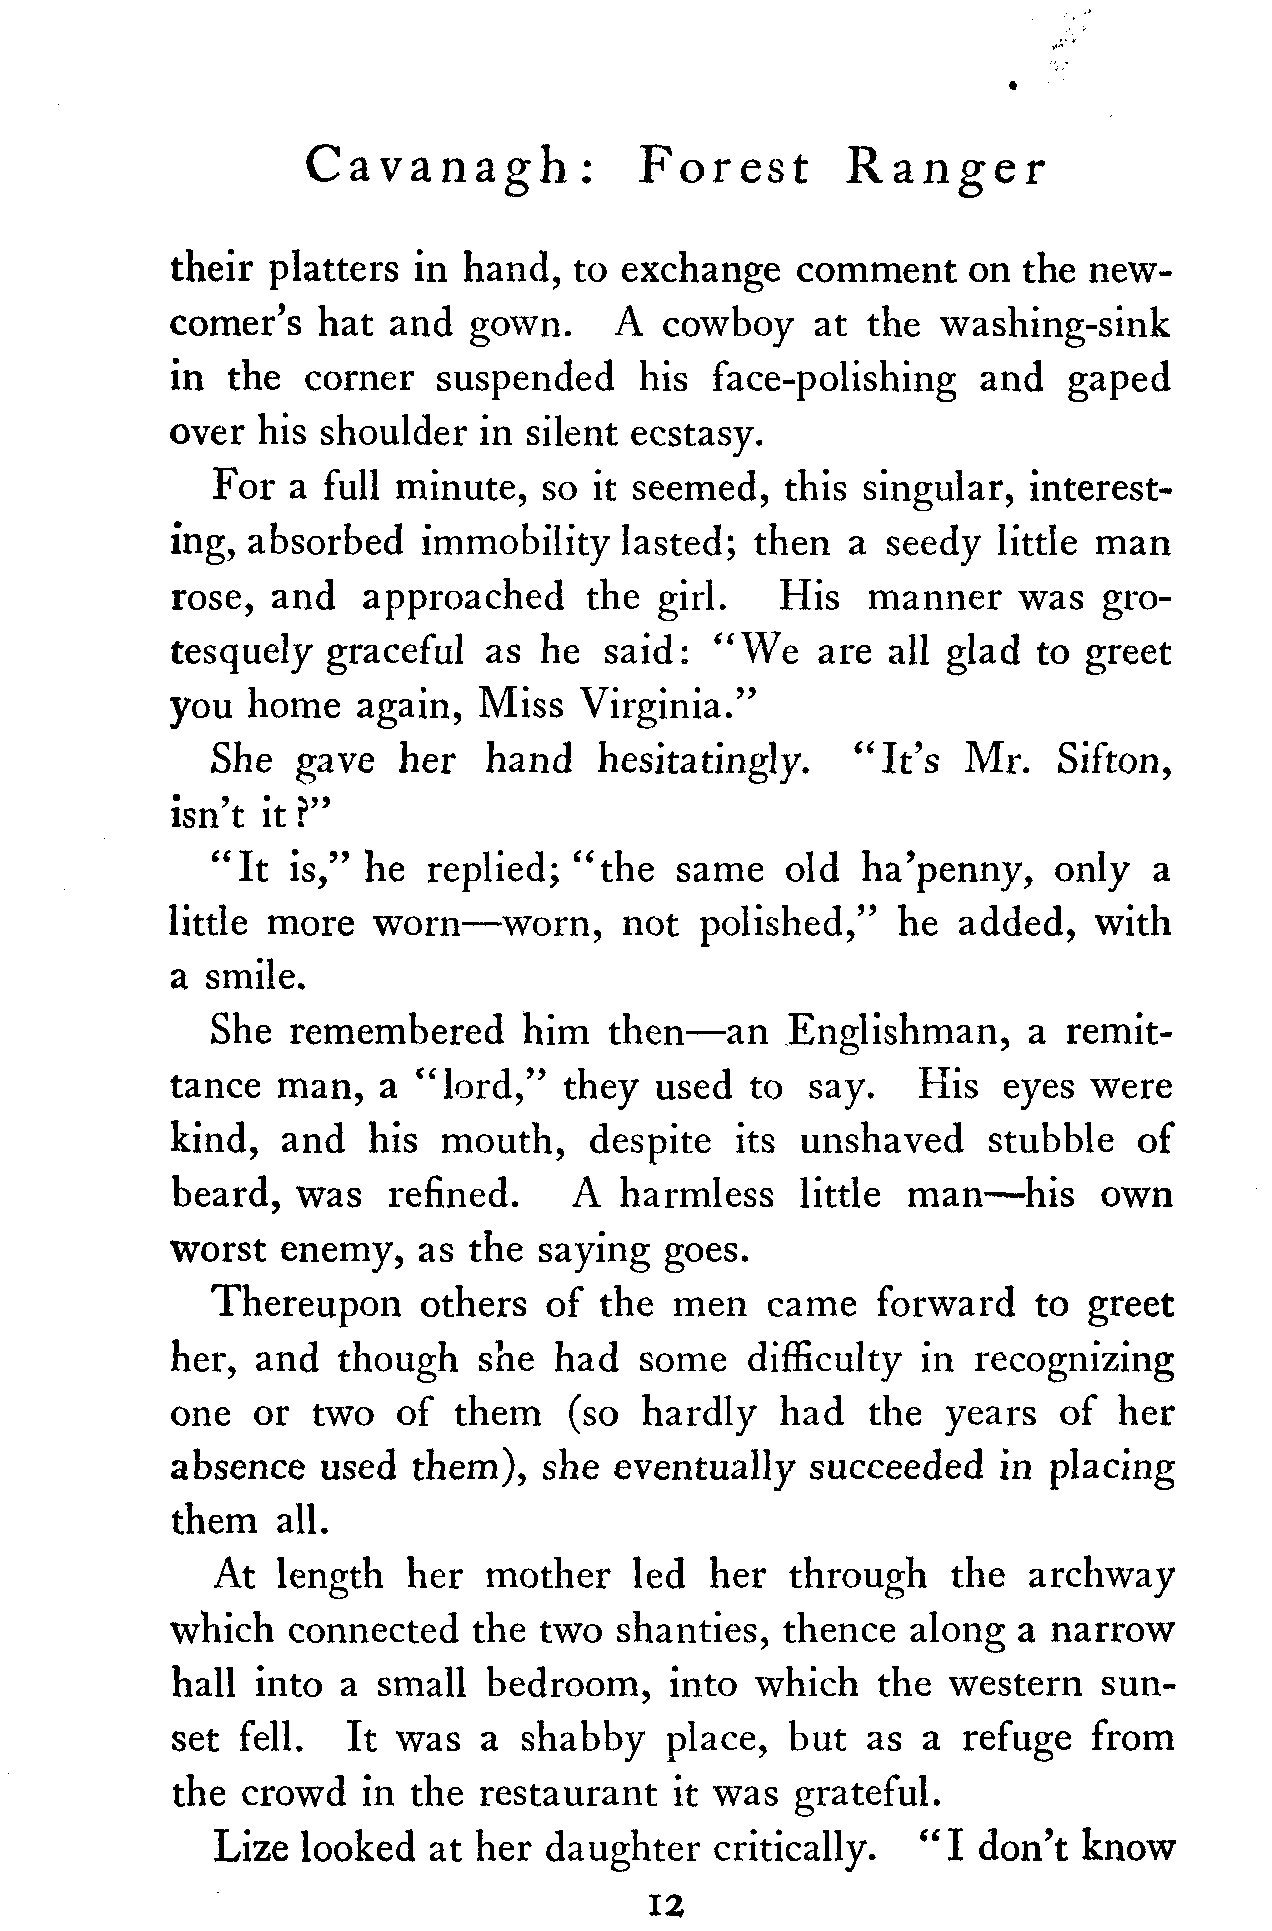 Cavanagh: Forest Ranger
their platters in hand, to exchange comment on the new-
comer's hat and gown. A cowboy at the washing-sink
in the corner suspended his face-polishing and gaped
over his shoulder in silent ecstasy.
For a full minute, so it seemed, this singular, interest-
ing, absorbed immobility lasted; then a seedy little man
rose, and approached the girl. His manner was gro-
tesquely graceful as he said: "We are all glad to greet
you home again, Miss Virginia."
She gave her hand hesitatingly. "It's Mr. Sifton,
isn't it?"
"It is," he replied; "the same old ha'penny, only a
little more worn—worn, not polished," he added, with
a smile.
She remembered him then—an Englishman, a remit-
tance man, a "lord," they used to say. His eyes were
kind, and his mouth, despite its unshaved stubble of
beard, was refined. A harmless little man—his own
worst enemy, as the saying goes.
Thereupon others of the men came forward to greet
her, and though she had some difficulty in recognizing
one or two of them (so hardly had the years of her
absence used them), she eventually succeeded in placing
them all.
At length her mother led her through the archway
which connected the two shanties, thence along a narrow
hall into a small bedroom, into which the western sun-
set fell. It was a shabby place, but as a refuge from
the crowd in the restaurant it was grateful.
Lize looked at her daughter critically. "I don't know
12